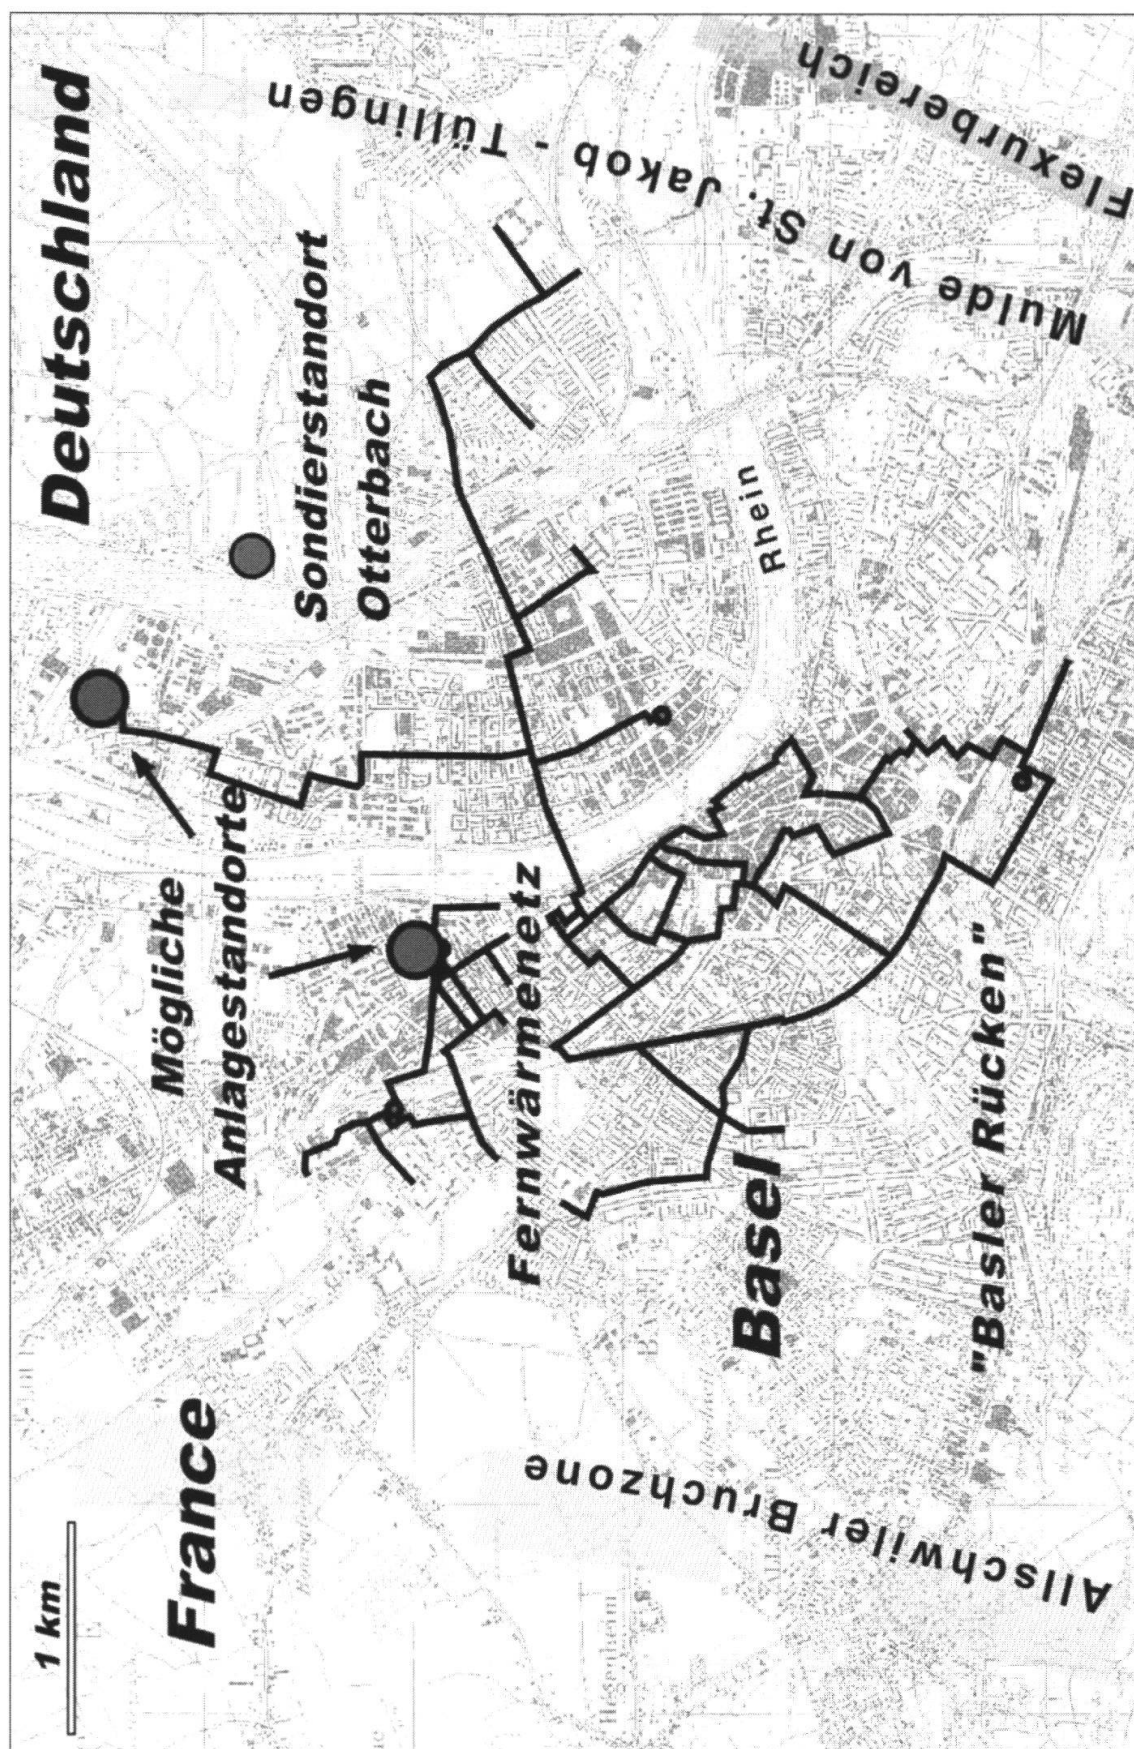 Deutschland
Sondierstandort
Otterbach
Mulde von St. Jakob - Tüllingen
Flexurbereich
Rhein
Mögliche
Anlagestandorte
Fernwärmenetz
Basel
"Basler Rücken"
France
Allschwiler Bruchzone
1 km